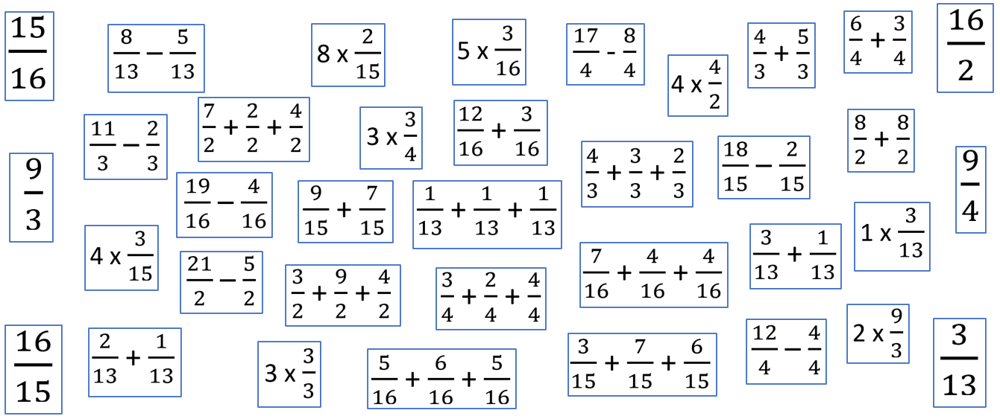 15/16
8/13 − 5/13
8 x 2/15
5 x 3/16
17/4 - 8/4
4 x 4/2
4/3 + 5/3
6/4 + 3/4
16/2
11/3 − 2/3
7/2 + 2/2 + 4/2
3 x 3/4
12/16 + 3/16
4/3 + 3/3 + 2/3
18/15 − 2/15
8/2 + 8/2
9/3
19/16 − 4/16
9/15 + 7/15
1/13 + 1/13 + 1/13
9/4
4 x 3/15
21/2 − 5/2
3/2 + 9/2 + 4/2
3/4 + 2/4 + 4/4
7/16 + 4/16 + 4/16
3/13 + 1/13
1 x 3/13
16/15
2/13 + 1/13
3 x 3/3
5/16 + 6/16 + 5/16
3/15 + 7/15 + 6/15
12/4 − 4/4
2 x 9/3
3/13